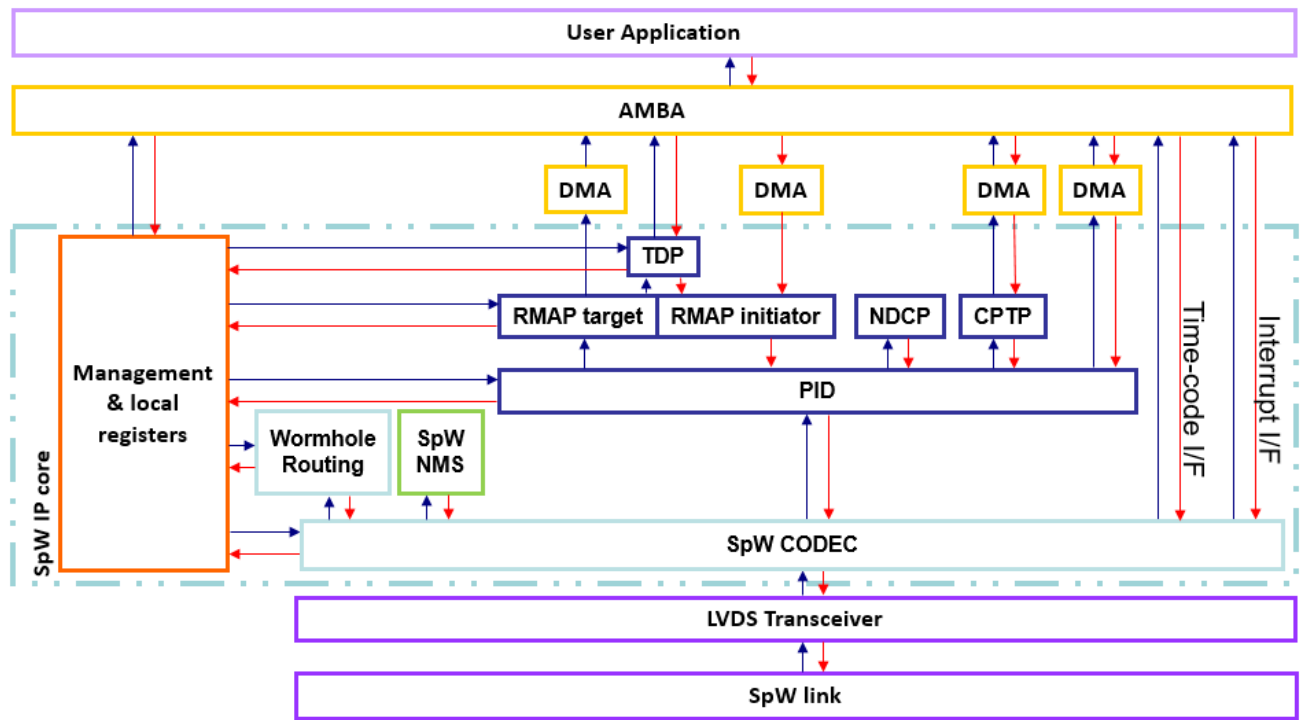 User Application
AMBA
DMA
DMA
DMA
DMA
TDP
RMAP target
RMAP initiator
NDCP
CPTP
Time-code I/F
Interrupt I/F
Management
& local
registers
PID
Wormhole
Routing
SpW
NMS
SpW IP core
SpW CODEC
LVDS Transceiver
SpW link